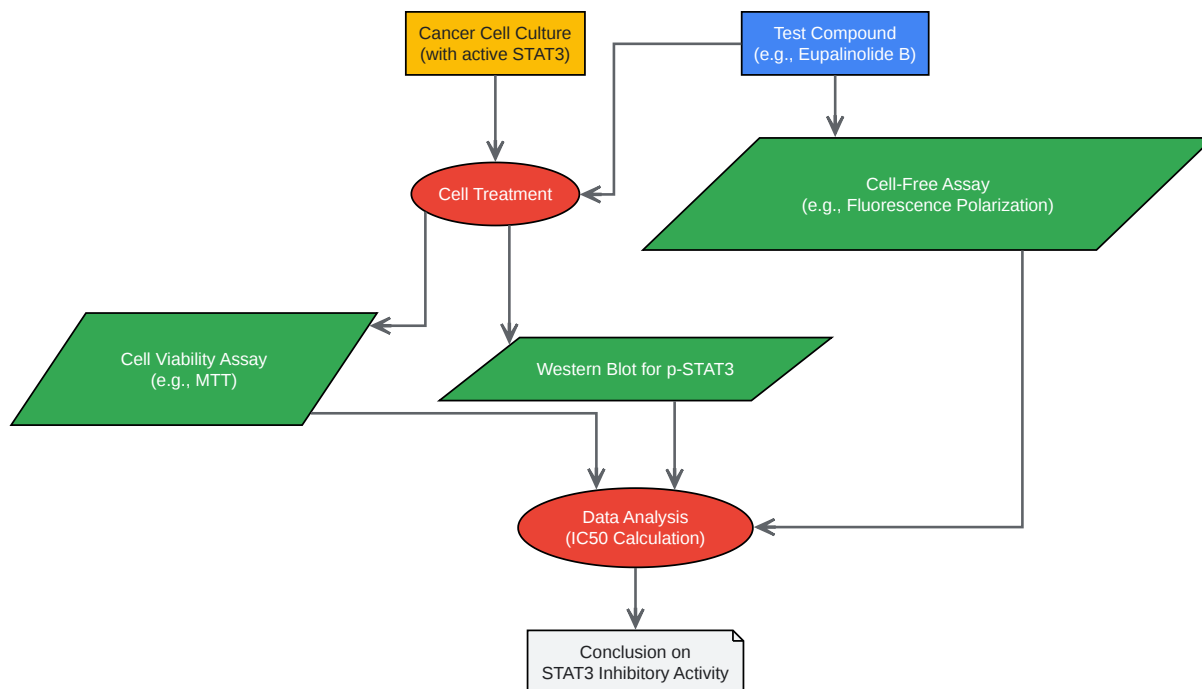 Cancer Cell Culture
(with active STAT3)
Test Compound
(e.g., Eupalinolide B)
Cell Treatment
Cell-Free Assay
(e.g., Fluorescence Polarization)
Cell Viability Assay
(e.g., MTT)
Western Blot for p-STAT3
Data Analysis
(IC50 Calculation)
Conclusion on
STAT3 Inhibitory Activity